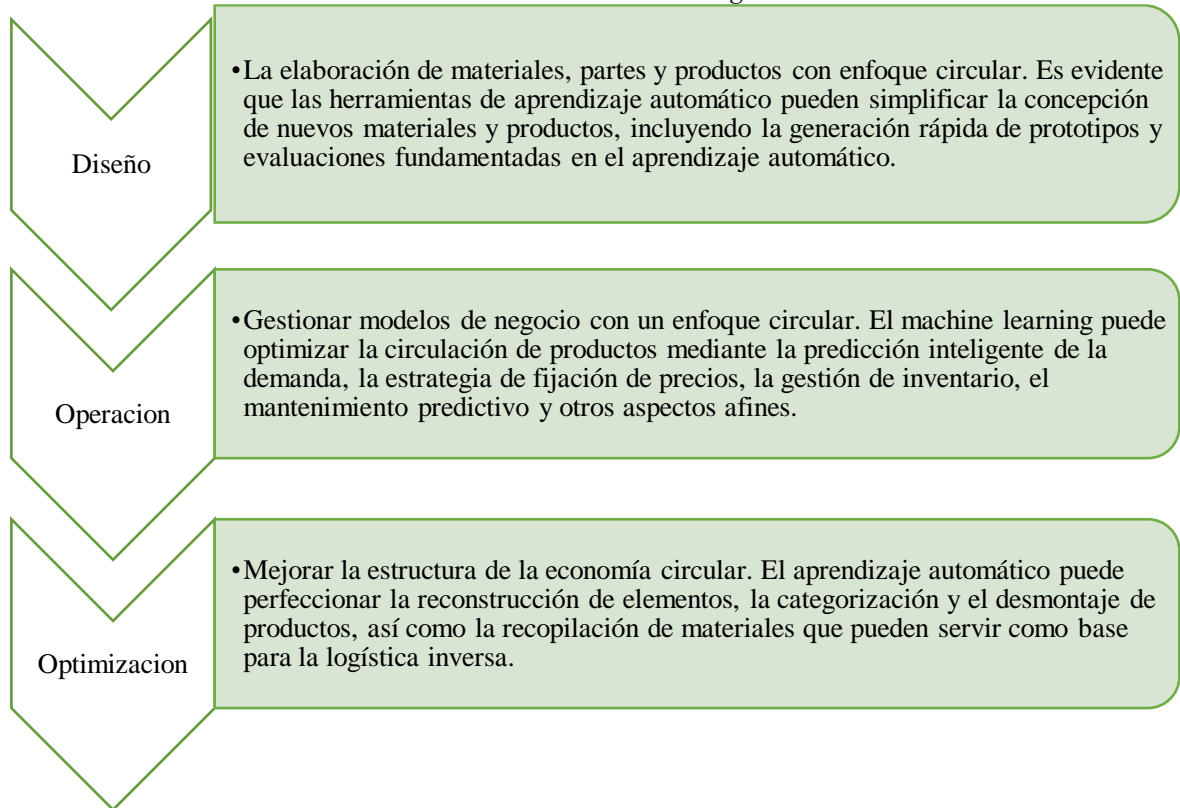 Diseño
•La elaboración de materiales, partes y productos con enfoque circular. Es evidente
que las herramientas de aprendizaje automático pueden simplificar la concepción
de nuevos materiales y productos, incluyendo la generación rápida de prototipos y
evaluaciones fundamentadas en el aprendizaje automático.
Operacion
•Gestionar modelos de negocio con un enfoque circular. El machine learning puede
optimizar la circulación de productos mediante la predicción inteligente de la
demanda, la estrategia de fijación de precios, la gestión de inventario, el
mantenimiento predictivo y otros aspectos afines.
Optimizacion
•Mejorar la estructura de la economía circular. El aprendizaje automático puede
perfeccionar la reconstrucción de elementos, la categorización y el desmontaje de
productos, así como la recopilación de materiales que pueden servir como base
para la logística inversa.